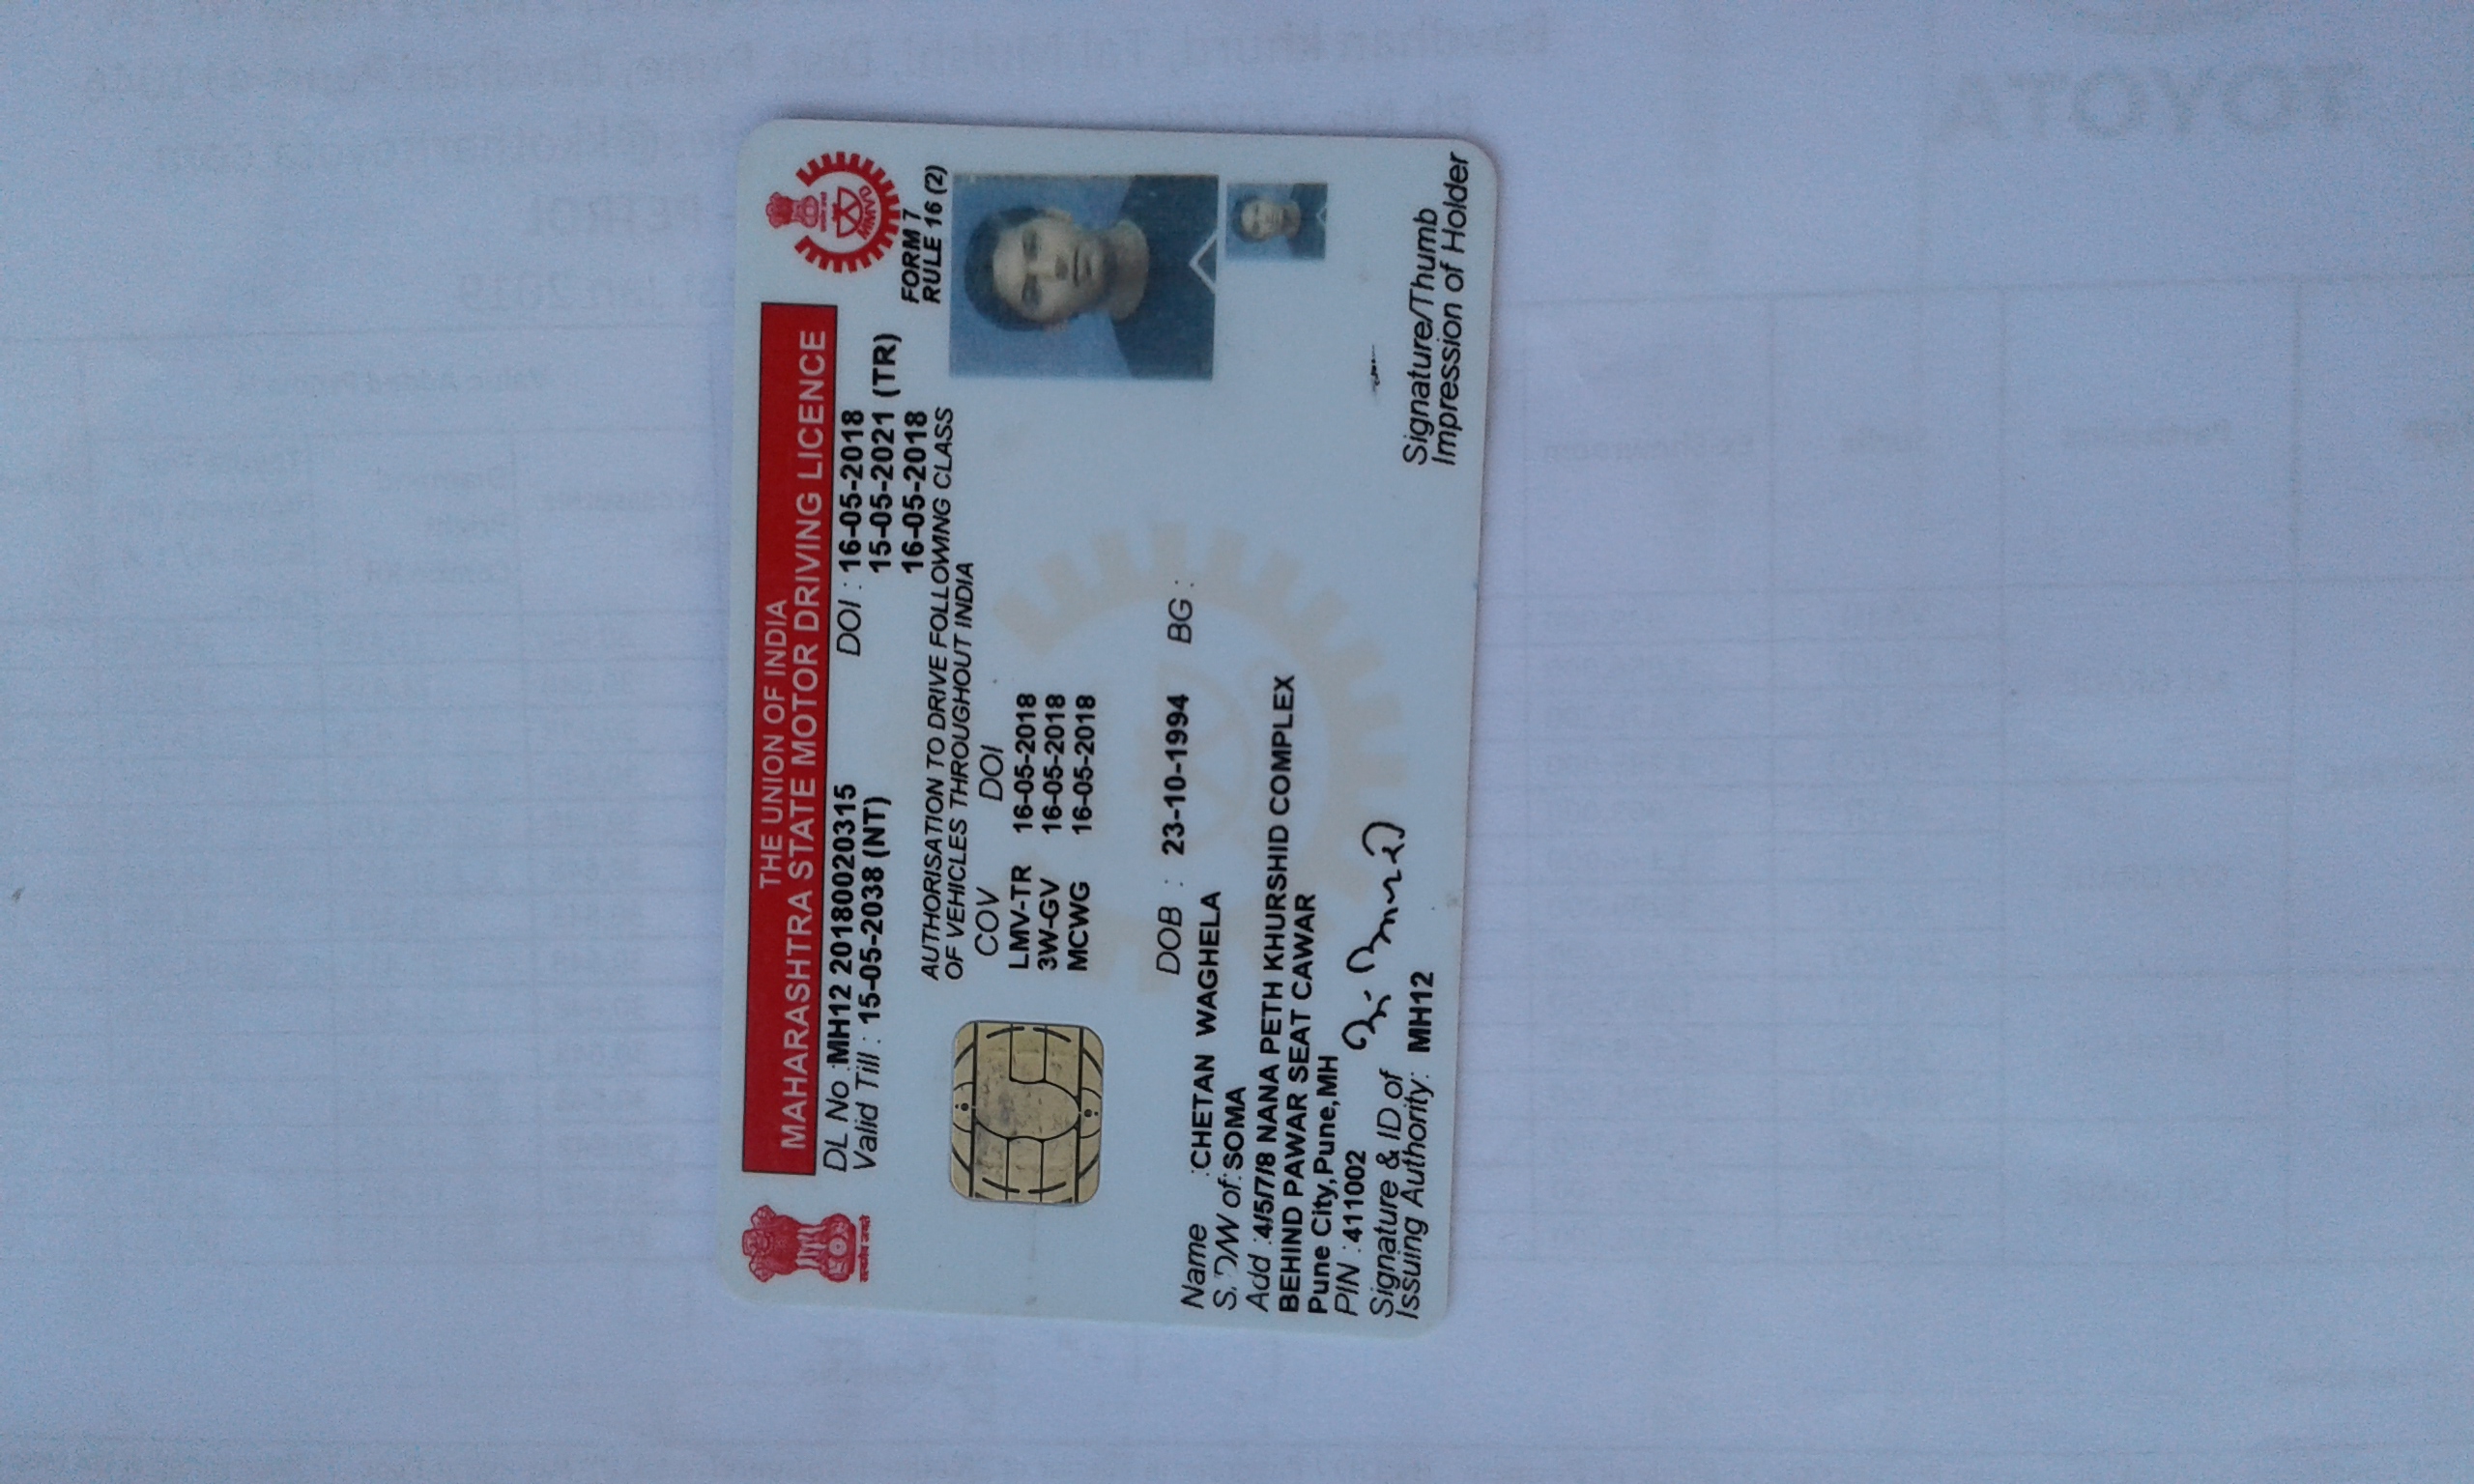 THE UNION OF INDIA
MAHARASHTRA STATE MOTOR DRIVING LICENCE
सत्यमेव जयते
MMVD
DL No :MH12 20180020315 DOI : 16-05-2018
Valid Till : 15-05-2038 (NT) 15-05-2021 (TR)
16-05-2018
FORM 7
RULE 16 (2)
AUTHORISATION TO DRIVE FOLLOWING CLASS
OF VEHICLES THROUGHOUT INDIA
COV DOI
LMV-TR 16-05-2018
3W-GV 16-05-2018
MCWG 16-05-2018
DOB : 23-10-1994 BG :
Name :CHETAN WAGHELA
S. D/W of:SOMA
Add :4/5/7/8 NANA PETH KHURSHID COMPLEX
BEHIND PAWAR SEAT CAWAR
Pune City,Pune,MH
PIN :411002
Signature & ID of
Issuing Authority: MH12
Signature/Thumb
Impression of Holder